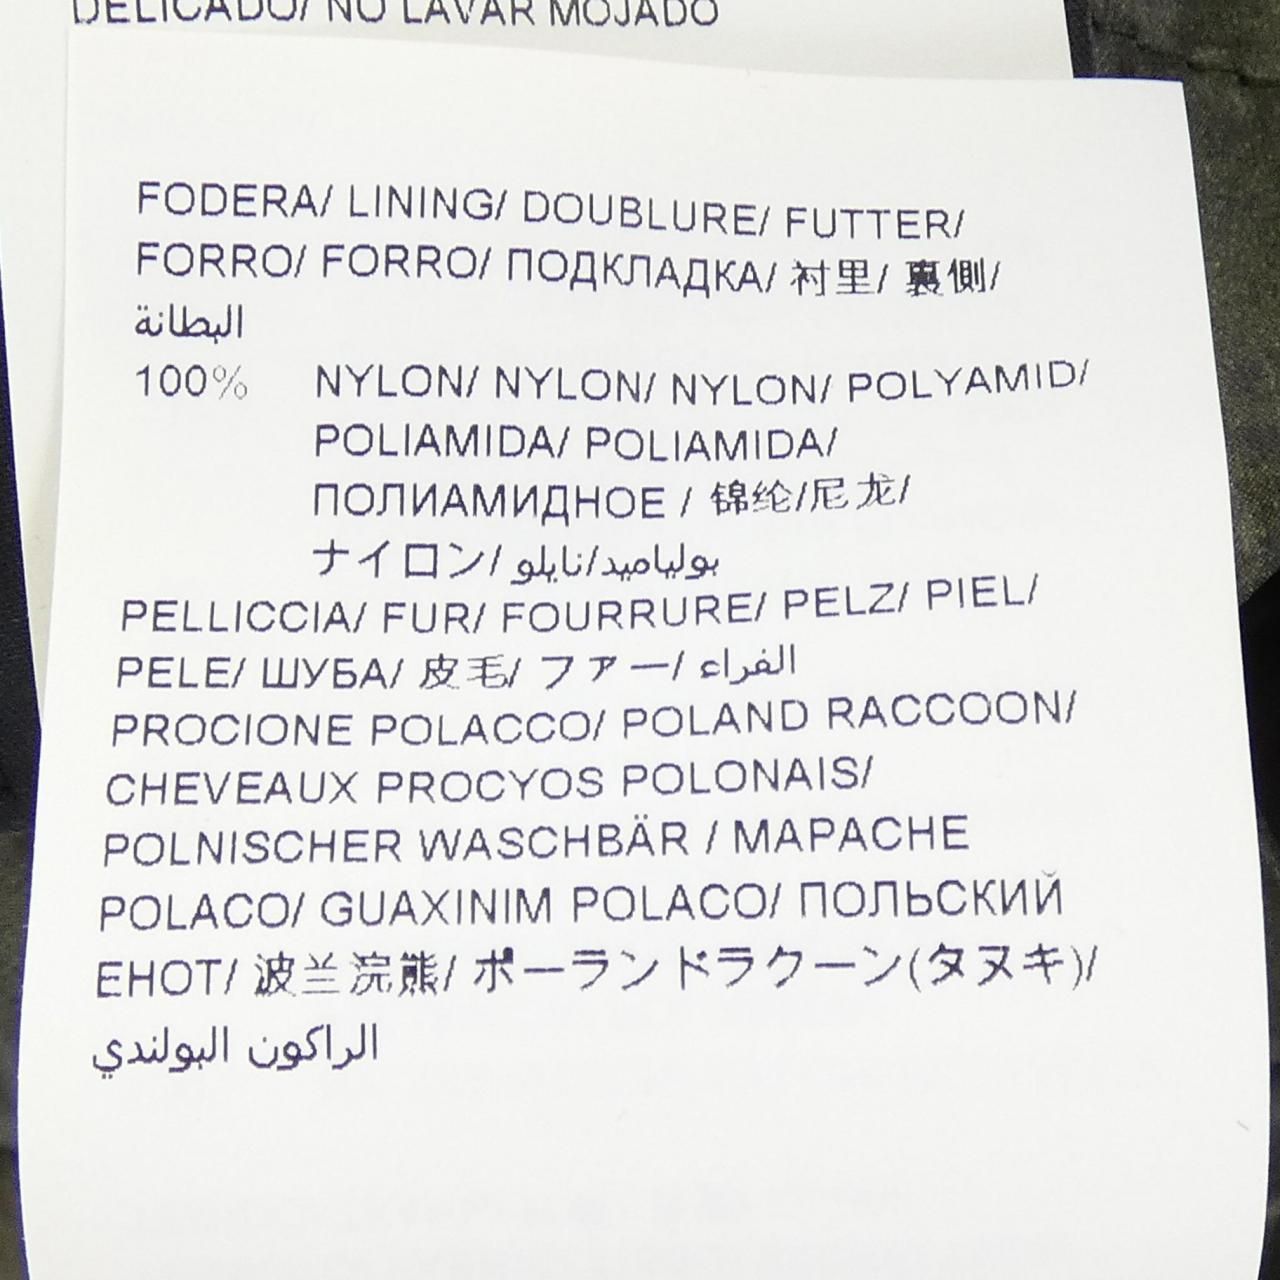 DELICADO/ NO LAVAR MOJADO
FODERA/ LINING/ DOUBLURE/ FUTTER/
FORRO/ FORRO/ ПОДКЛАДКА/ 衬里/ 裏側/
البطانة
100% NYLON/ NYLON/ NYLON/ POLYAMID/
POLIAMIDA/ POLIAMIDA/
ПОЛИАМИДНОЕ / 锦纶/尼龙/
ナイロン/ بولياميد/نايلو
PELLICCIA/ FUR/ FOURRURE/ PELZ/ PIEL/
PELE/ ШУБА/ 皮毛/ ファー/ الفراء
PROCIONE POLACCO/ POLAND RACCOON/
CHEVEAUX PROCYOS POLONAIS/
POLNISCHER WASCHBÄR / MAPACHE
POLACO/ GUAXINIM POLACO/ ПОЛЬСКИЙ
ЕНОТ/ 波兰浣熊/ ポーランドラクーン(タヌキ)/
الراكون البولندي